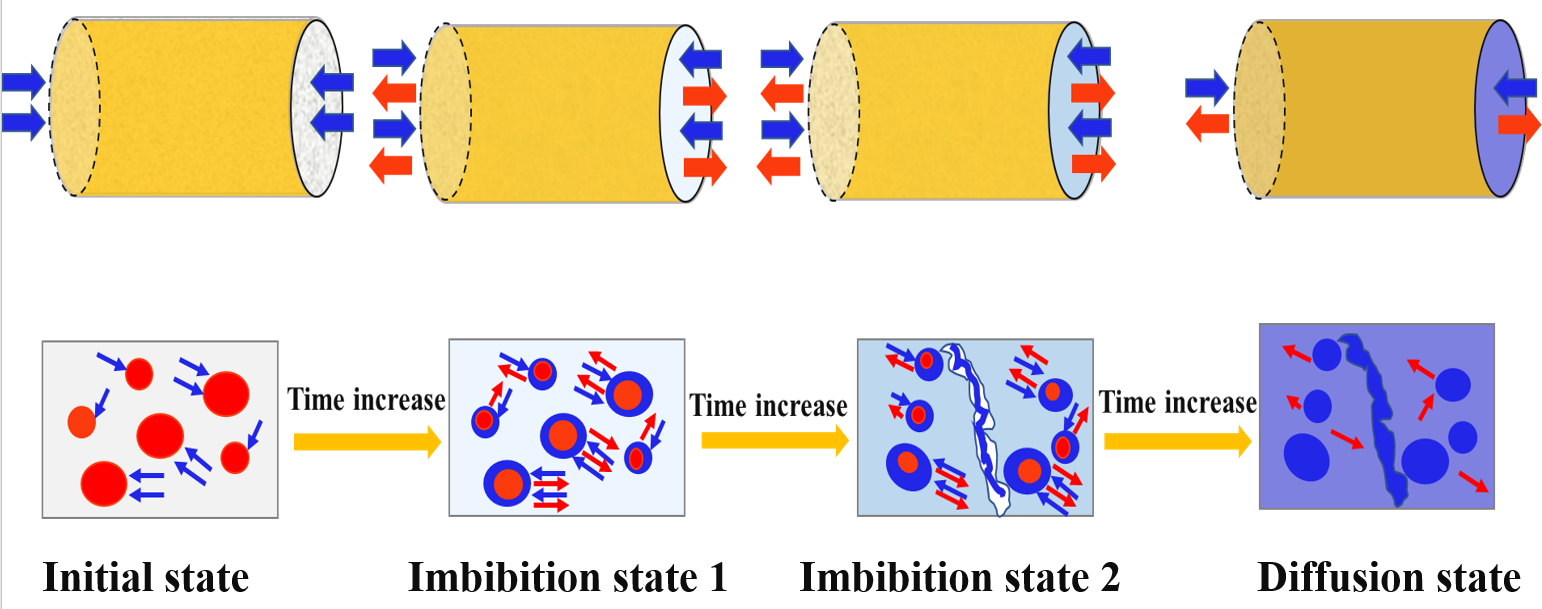 Time increase
Time increase
Time increase
Initial state
Imbibition state 1
Imbibition state 2
Diffusion state